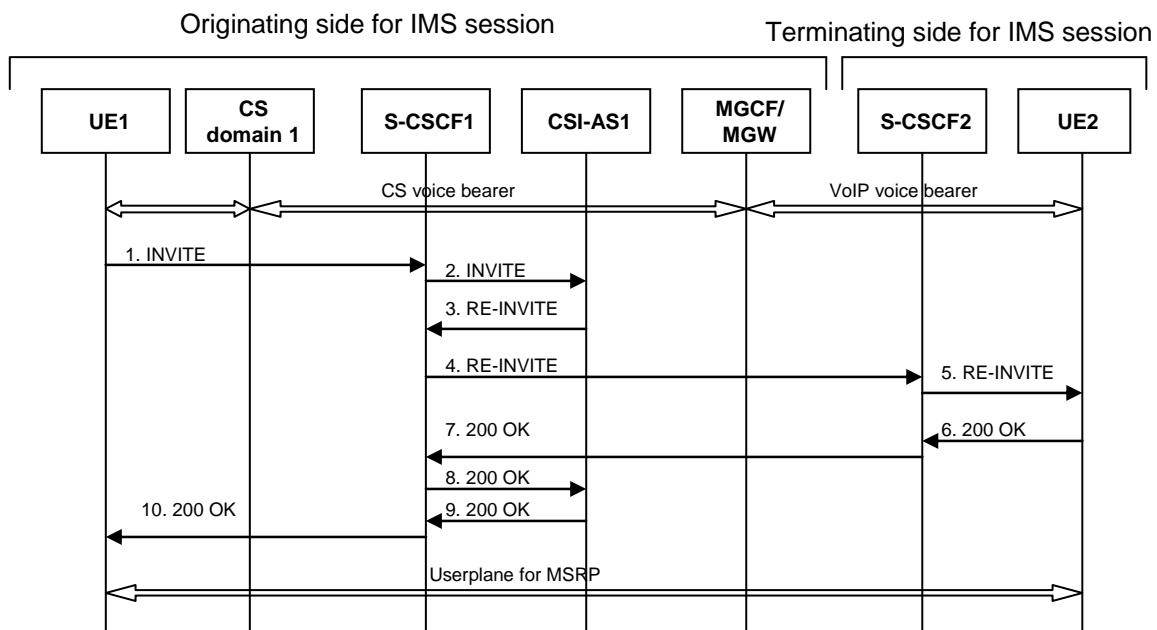 Originating side for IMS session
Terminating side for IMS session
UE1
CS
domain 1
S-CSCF1
CSI-AS1
MGCF/
MGW
S-CSCF2
UE2
CS voice bearer
VoIP voice bearer
1. INVITE
2. INVITE
3. RE-INVITE
4. RE-INVITE
5. RE-INVITE
6. 200 OK
7. 200 OK
8. 200 OK
9. 200 OK
10. 200 OK
Userplane for MSRP